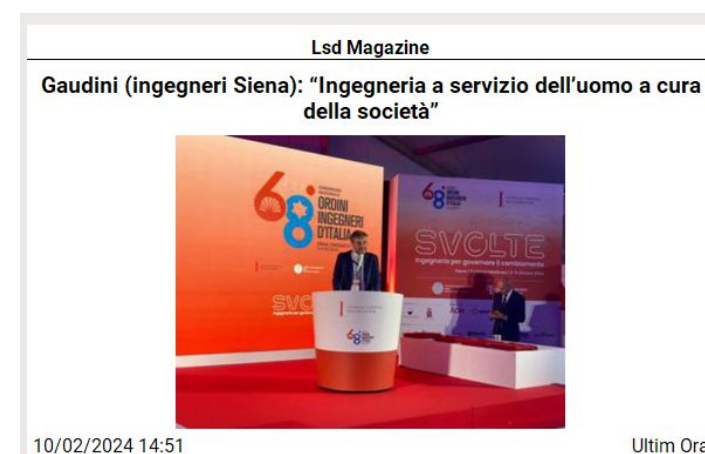 Lsd Magazine
Gaudini (ingegneri Siena): “Ingegneria a servizio dell’uomo a cura
della società”
68°
ORDINI
INGEGNERI
D'ITALIA
68
SVOLTE
Ingegneria per governare il cambiamento
SVO
68
10/02/2024 14:51
Ultim Ora